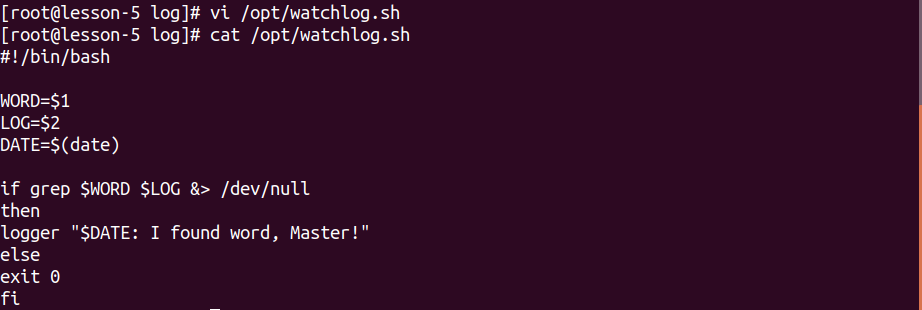 [root@lesson-5 log]# vi /opt/watchlog.sh
[root@lesson-5 log]# cat /opt/watchlog.sh
#!/bin/bash
WORD=$1
LOG=$2
DATE=$(date)
if grep $WORD $LOG &> /dev/null
then
logger "$DATE: I found word, Master!"
else
exit 0
fi